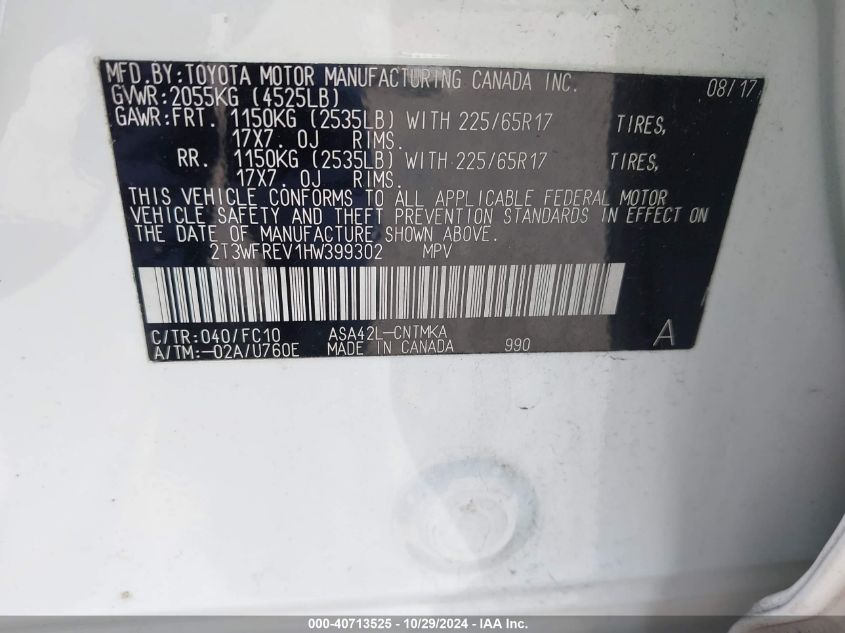 MFD.BY:TOYOTA MOTOR MANUFACTURING CANADA INC. 08/17
GVWR:2055KG (4525LB)
GAWR:FRT. 1150KG (2535LB) WITH 225/65R17 TIRES,
17X7. 0J RIMS.
RR. 1150KG (2535LB) WITH 225/65R17 TIRES,
17X7. 0J RIMS.
THIS VEHICLE CONFORMS TO ALL APPLICABLE FEDERAL MOTOR
VEHICLE SAFETY AND THEFT PREVENTION STANDARDS IN EFFECT ON
THE DATE OF MANUFACTURE SHOWN ABOVE.
2T3WFREV1HW399302 MPV
C/TR:040/FC10 ASA42L-CNTMKA A
A/TM:-02A/U760E MADE IN CANADA 990
000-40713525 - 10/29/2024 - IAA Inc.